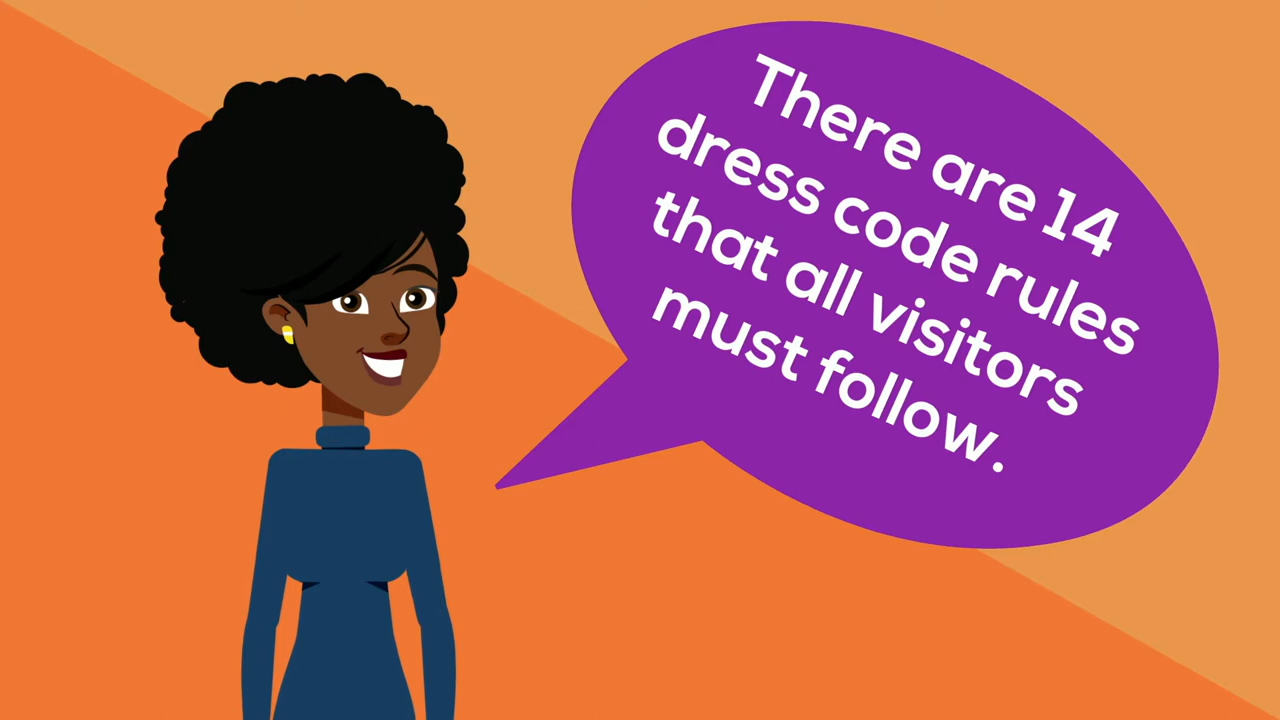 There are 14
dress code rules
that all visitors
must follow.